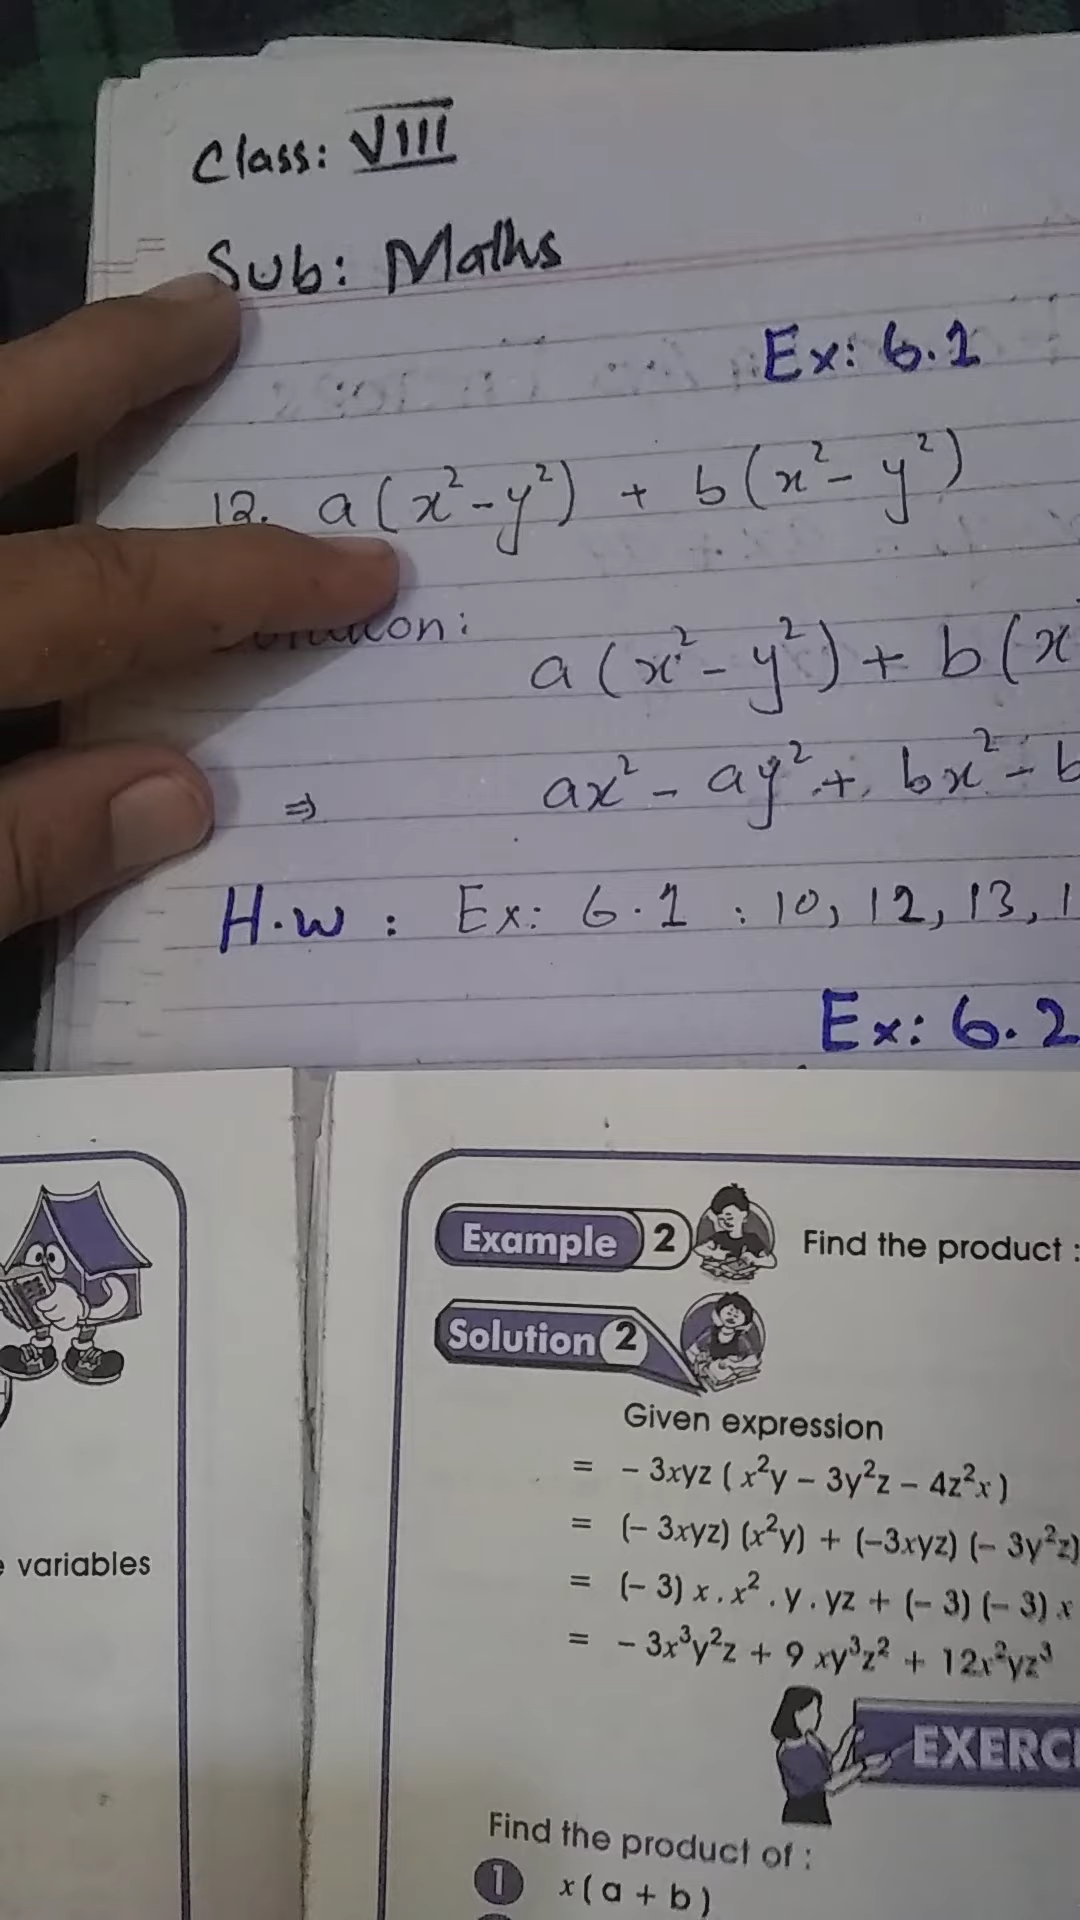 Class: VIII
Sub: Maths
Ex: 6.1
12. a(x²-y²) + b(x²-y²)
a(x²-y²) + b(x
⇒ ax² - ay² + bx² - b
H.w : Ex: 6.1 : 10, 12, 13, 1
Ex: 6.2
Example 2 Find the product :
Solution 2
Given expression
= - 3xyz ( x²y - 3y²z - 4z²x )
= (- 3xyz) (x²y) + (-3xyz) (- 3y²z)
= (- 3) x . x² . y . yz + (- 3) (- 3) x
= - 3x³y²z + 9 xy³z² + 12x²yz³
variables
EXERCI
Find the product of :
1 x ( a + b )